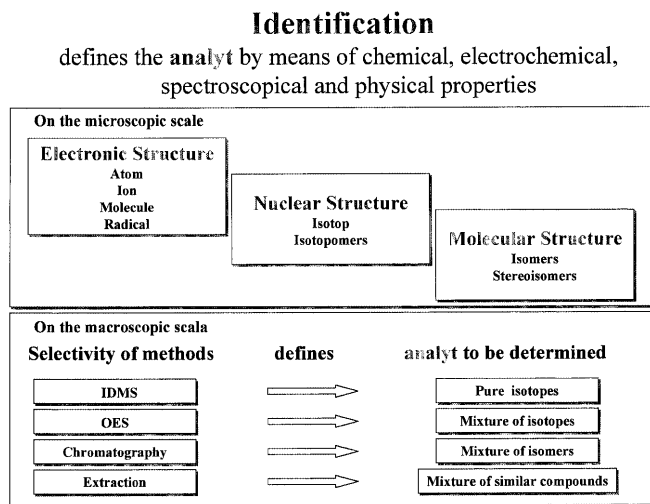 Identification
defines the analyt by means of chemical, electrochemical,
spectroscopical and physical properties
On the microscopic scale
Electronic Structure
Atom
Ion
Molecule
Radical
Nuclear Structure
Isotop
Isotopomers
Molecular Structure
Isomers
Stereoisomers
On the macroscopic scala
Selectivity of methods defines analyt to be determined
IDMS Pure isotopes
OES Mixture of isotopes
Chromatography Mixture of isomers
Extraction Mixture of similar compounds